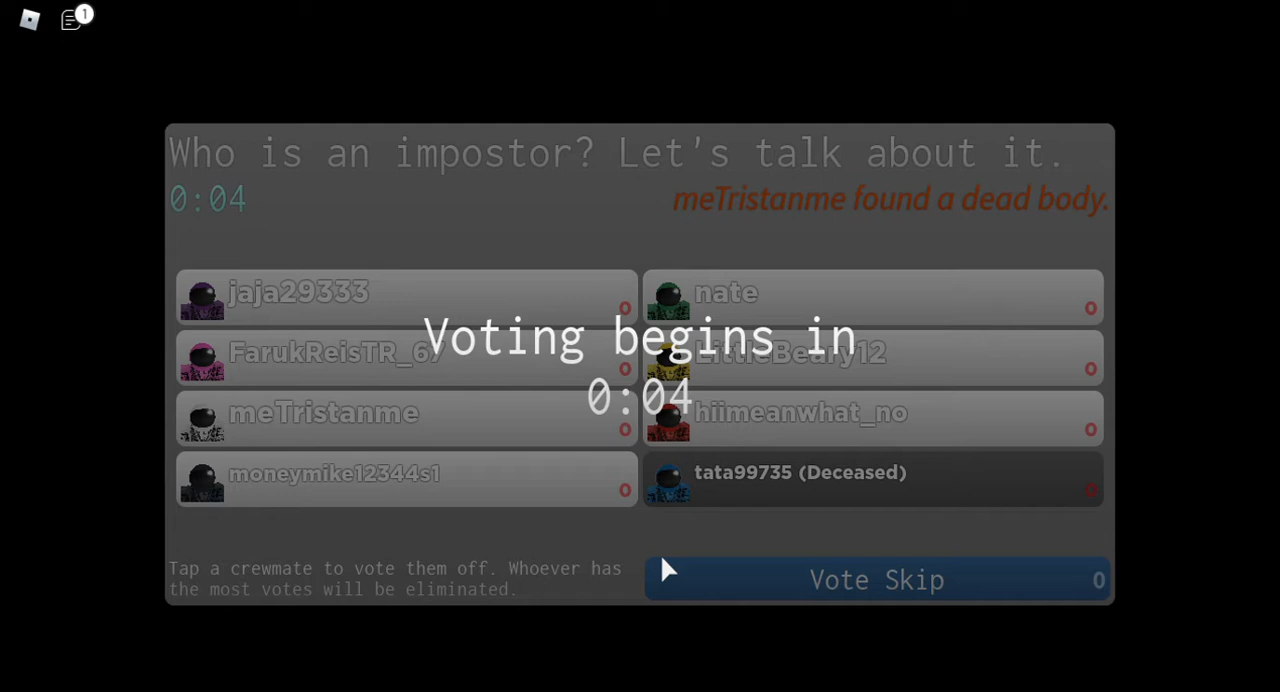 1
Who is an impostor? Let's talk about it.
0:04
meTristanme found a dead body.
jaja29333
0
nate
0
Voting begins in
0:04
0
LittleBeary12
0
meTristanme
0
hiimeanwhat_no
0
moneymike12344s1
0
tata99735 (Deceased)
0
Tap a crewmate to vote them off. Whoever has
the most votes will be eliminated.
Vote Skip
0